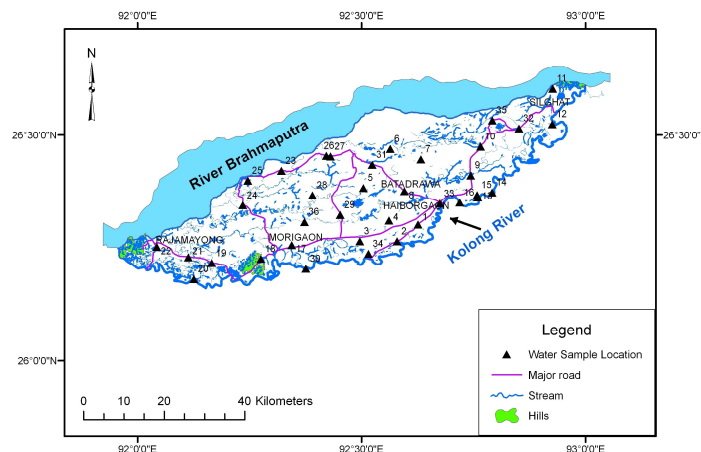 92°0'0"E
92°30'0"E
93°0'0"E
N
11
SILGHAT
35
32
12
26°30'0"N
26°30'0"N
River Brahmaputra
10
6
26 27
31
7
23
25
9
5
BATADRAWA
28
8
33
16
15
14
24
HAIBORGAON
29
4
1
36
Kolong River
MORIGAON
3
2
RAJAMAYONG
17
34
22
21
19
18
30
20
Legend
Water Sample Location
Major road
Stream
Hills
26°0'0"N
26°0'0"N
0 10 20 40 Kilometers
92°0'0"E
92°30'0"E
93°0'0"E